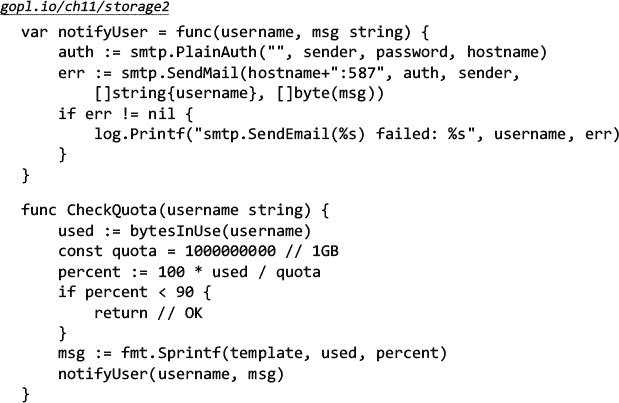 gopl.io/ch11/storage2
var notifyUser = func(username, msg string) {
    auth := smtp.PlainAuth("", sender, password, hostname)
    err := smtp.SendMail(hostname+":587", auth, sender,
        []string{username}, []byte(msg))
    if err != nil {
        log.Printf("smtp.SendEmail(%s) failed: %s", username, err)
    }
}
func CheckQuota(username string) {
    used := bytesInUse(username)
    const quota = 1000000000 // 1GB
    percent := 100 * used / quota
    if percent < 90 {
        return // OK
    }
    msg := fmt.Sprintf(template, used, percent)
    notifyUser(username, msg)
}